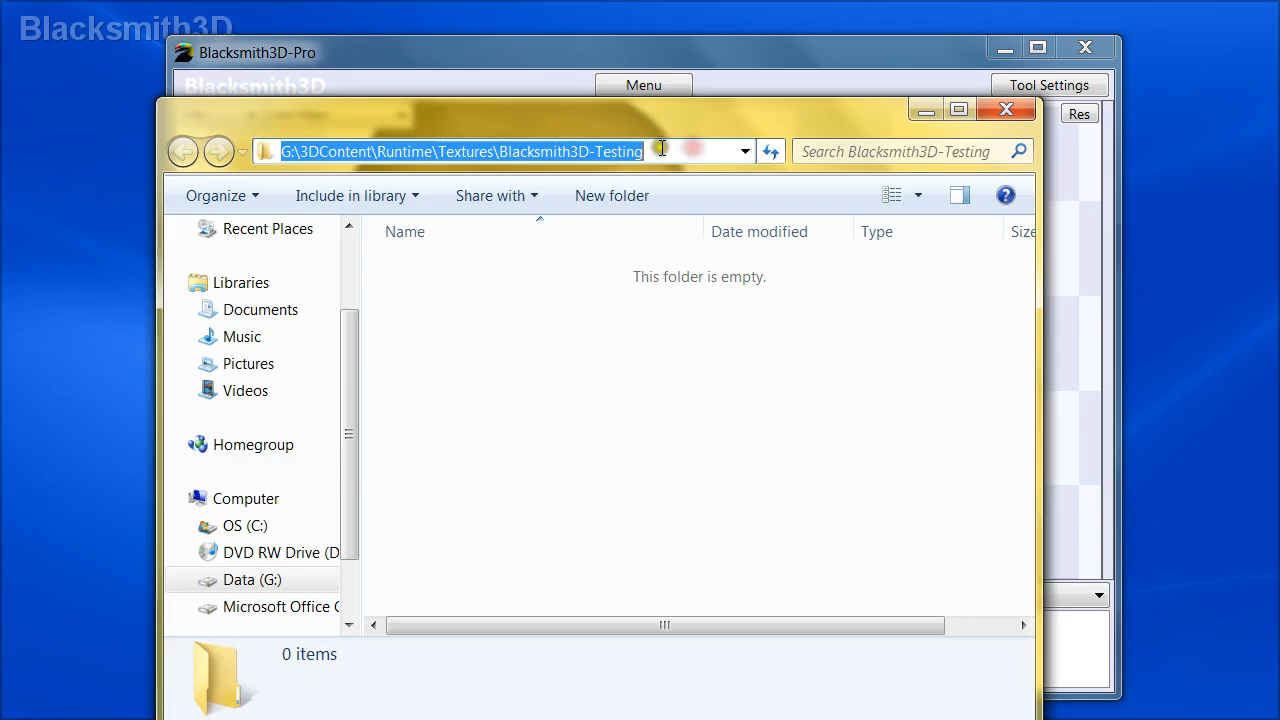 Blacksmith3D
Blacksmith3D-Pro
Blacksmith3D
Menu
Tool Settings
Res
G:\3DContent\Runtime\Textures\Blacksmith3D-Testing
Search Blacksmith3D-Testing
Organize
Include in library
Share with
New folder
Recent Places
Libraries
Documents
Music
Pictures
Videos
Homegroup
Computer
OS (C:)
DVD RW Drive (D
Data (G:)
Microsoft Office
Name
Date modified
Type
Size
This folder is empty.
0 items